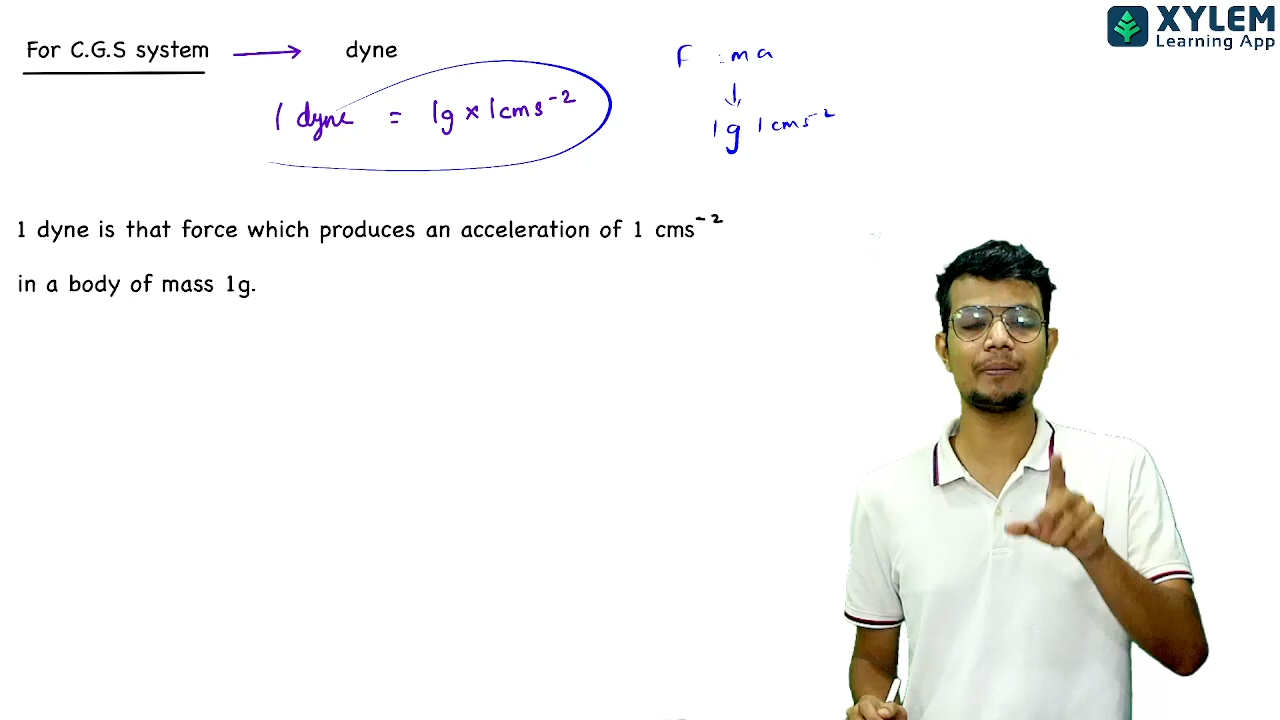 XYLEM
Learning App
For C.G.S system → dyne
F = ma
↓
1g 1cms⁻²
1 dyne = 1g × 1cms⁻²
1 dyne is that force which produces an acceleration of 1 cms⁻²
in a body of mass 1g.